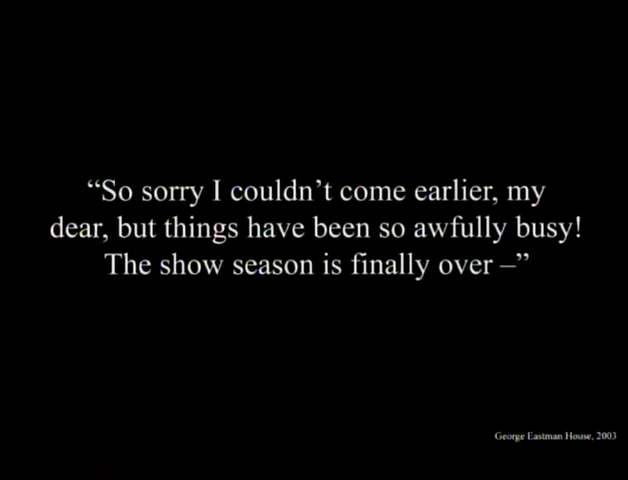 “So sorry I couldn’t come earlier, my
dear, but things have been so awfully busy!
The show season is finally over –”
George Eastman House, 2003